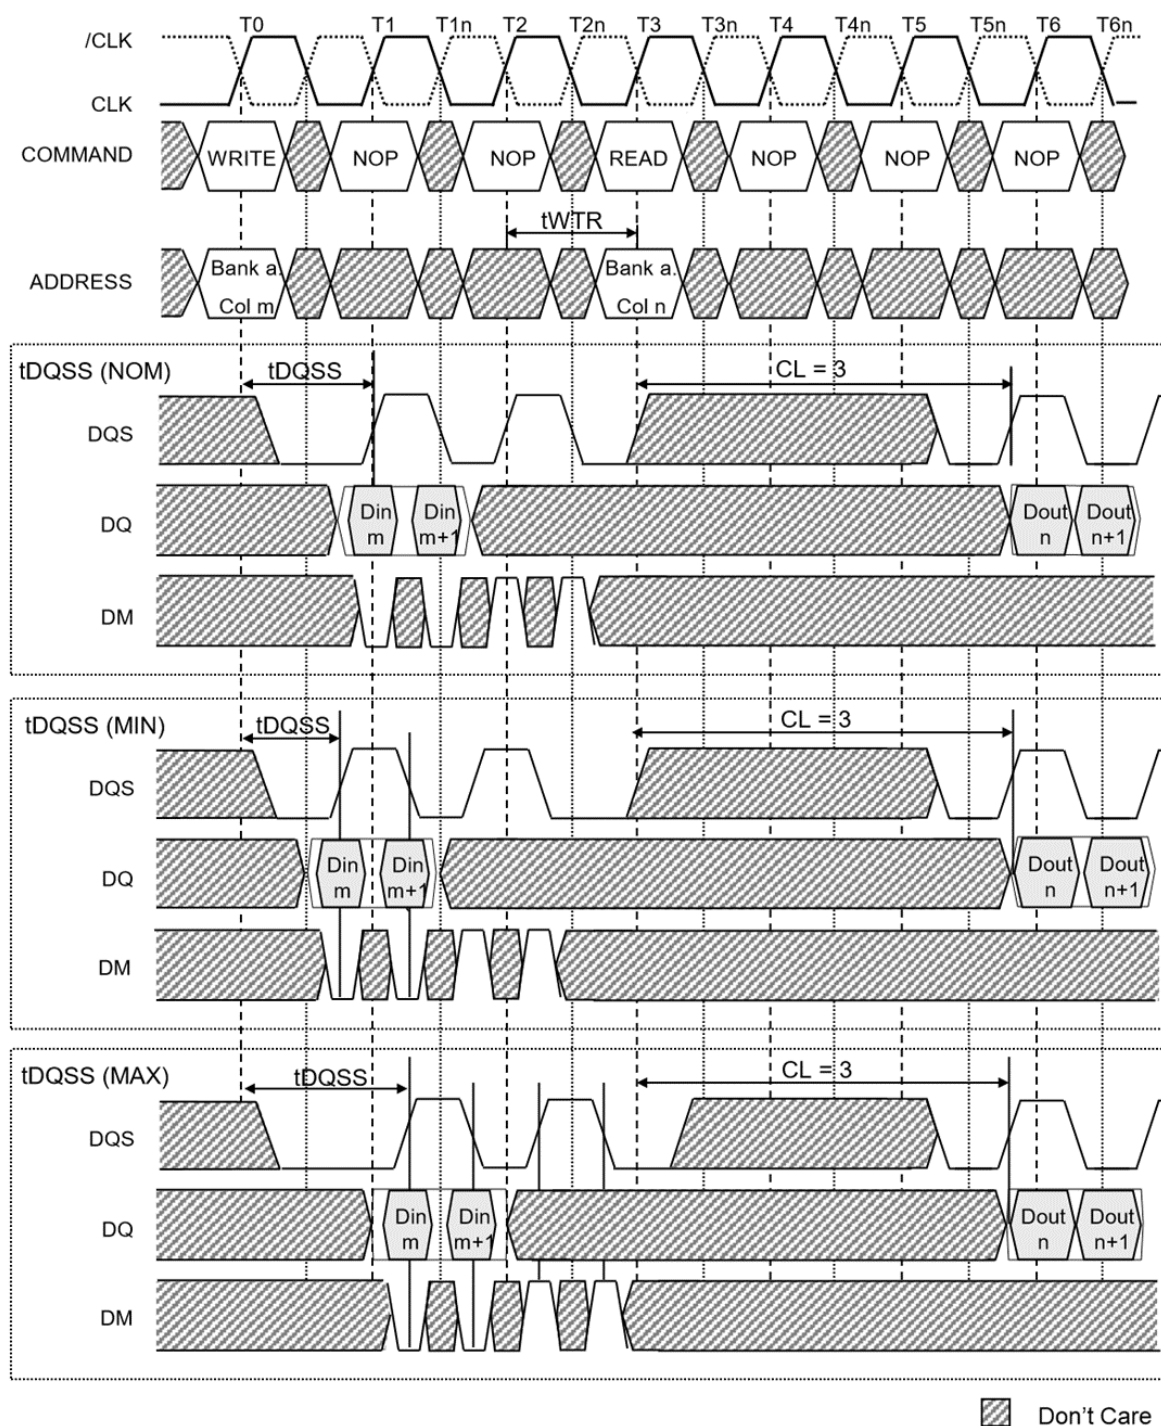 T0 T1 T1n T2 T2n T3 T3n T4 T4n T5 T5n T6 T6n
/CLK
CLK
COMMAND WRITE NOP NOP READ NOP NOP NOP
tWTR
ADDRESS
Bank a. Bank a.
Col m Col n
tDQSS (NOM) tDQSS CL = 3
DQS
DQ
Din Din Dout Dout
m m+1 n n+1
DM
tDQSS (MIN) tDQSS CL = 3
DQS
DQ
Din Din Dout Dout
m m+1 n n+1
DM
tDQSS (MAX) tDQSS CL = 3
DQS
DQ
Din Din Dout Dout
m m+1 n n+1
DM
Don't Care